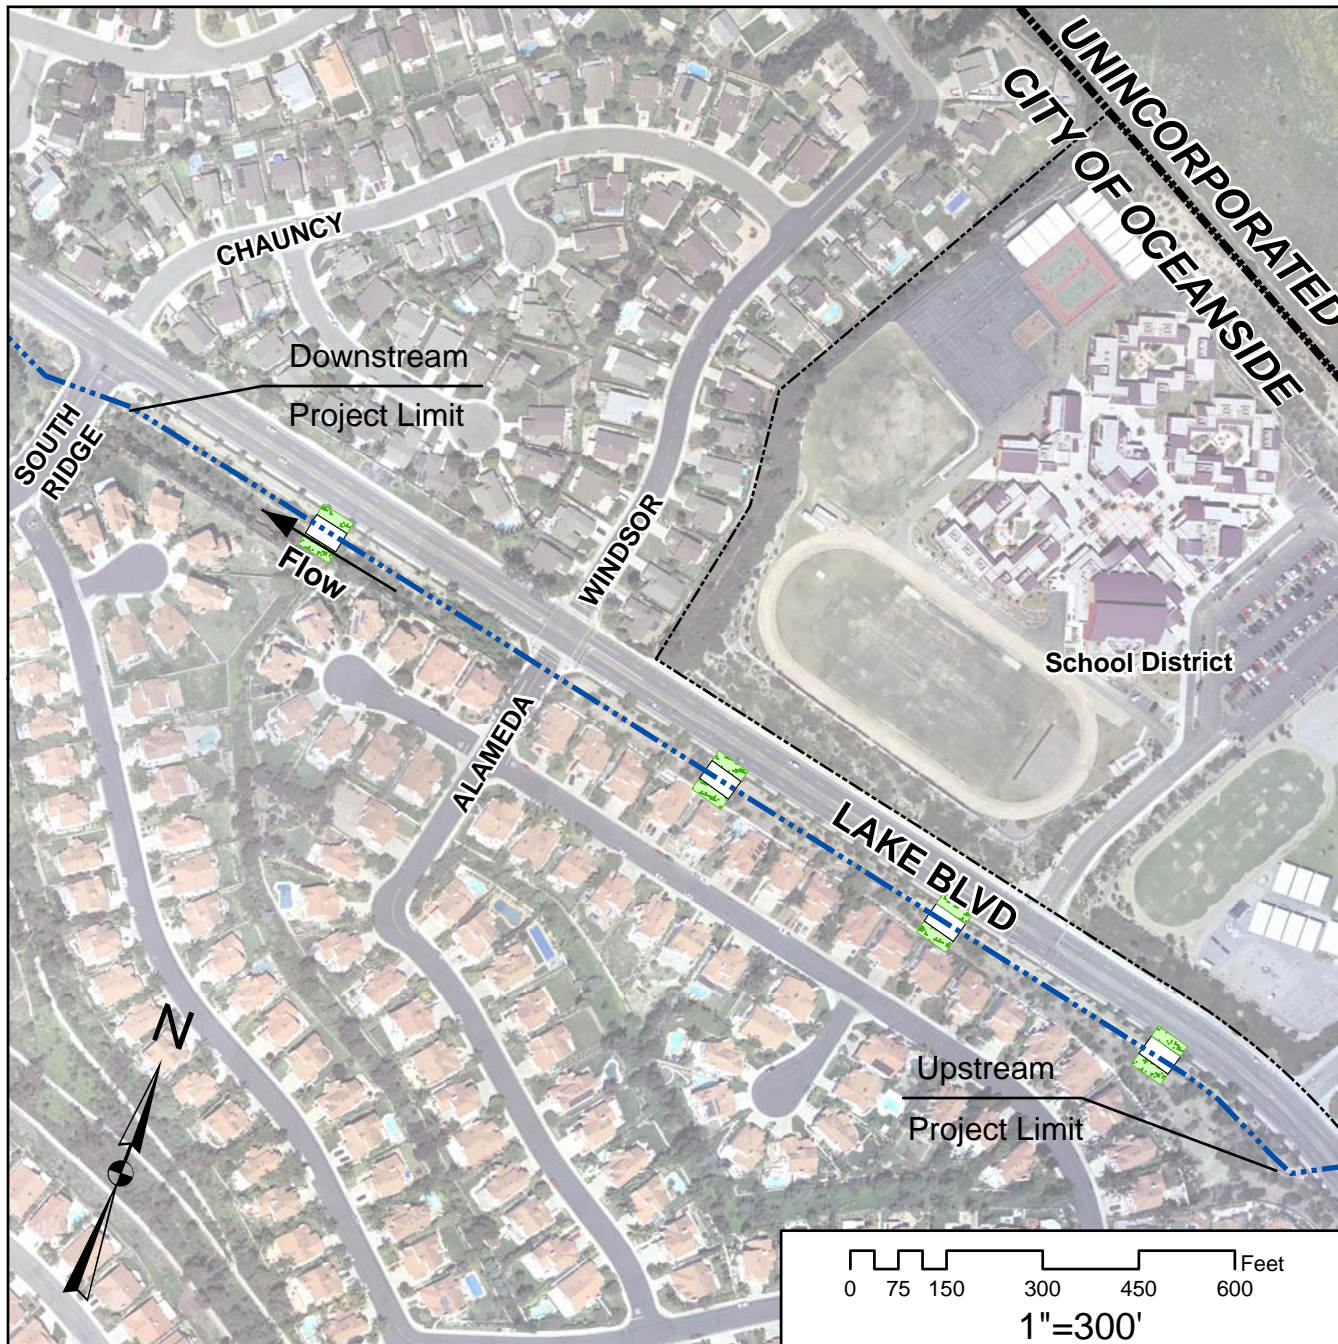 UNINCORPORATED
CITY OF OCEANSIDE
CHAUNCY
Downstream
Project Limit
SOUTH
RIDGE
WINDSOR
Flow
School District
ALAMEDA
LAKE BLVD
N
Upstream
Project Limit
Feet
0 75 150 300 450 600
1"=300'